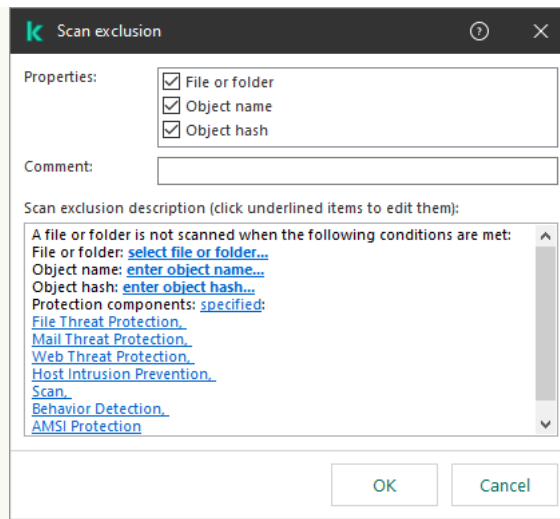 Scan exclusion
Properties:
File or folder
Object name
Object hash
Comment:
Scan exclusion description (click underlined items to edit them):
A file or folder is not scanned when the following conditions are met:
File or folder: select file or folder...
Object name: enter object name...
Object hash: enter object hash...
Protection components: specified:
File Threat Protection,
Mail Threat Protection,
Web Threat Protection,
Host Intrusion Prevention,
Scan,
Behavior Detection,
AMSI Protection
OK Cancel